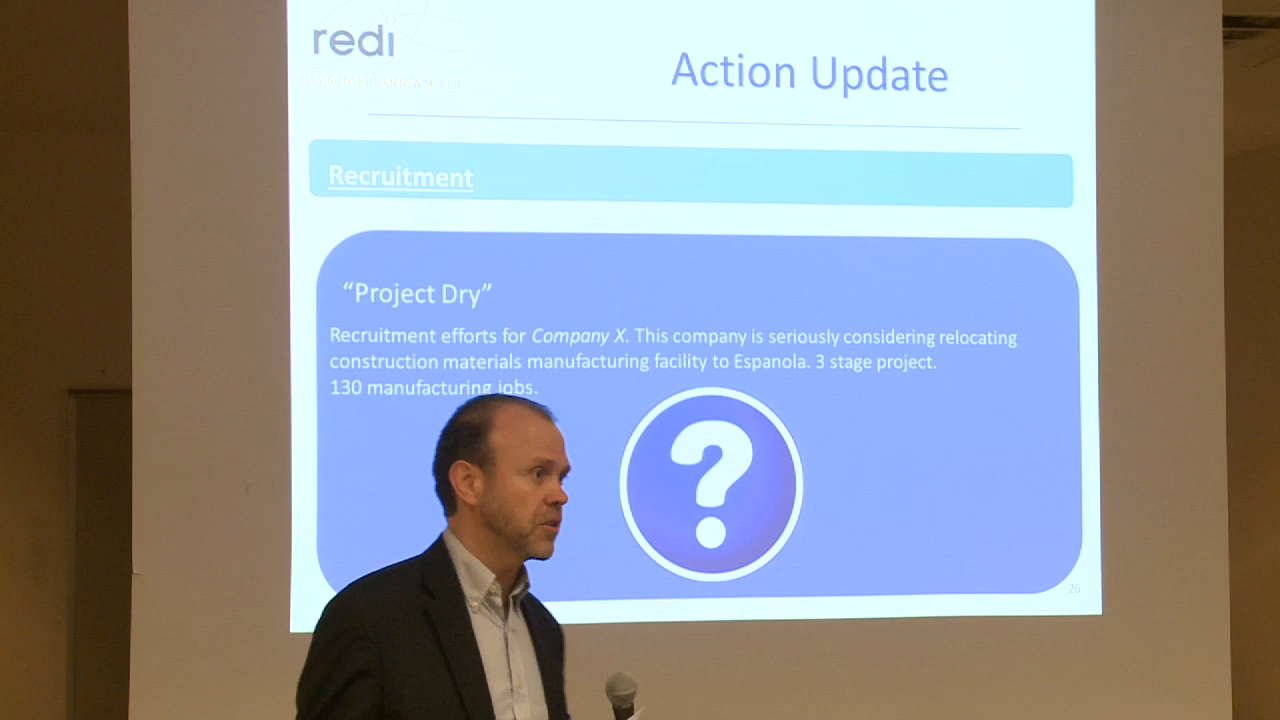 redi
Action Update
Recruitment
“Project Dry”
Recruitment efforts for Company X. This company is seriously considering relocating
construction materials manufacturing facility to Espanola. 3 stage project.
130 manufacturing jobs.
26